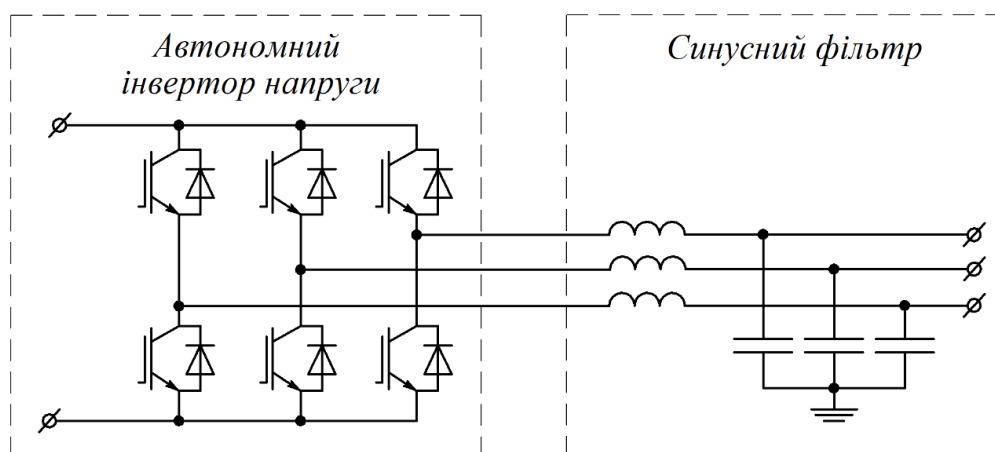 Автономний
інвертор напруги
Синусний фільтр